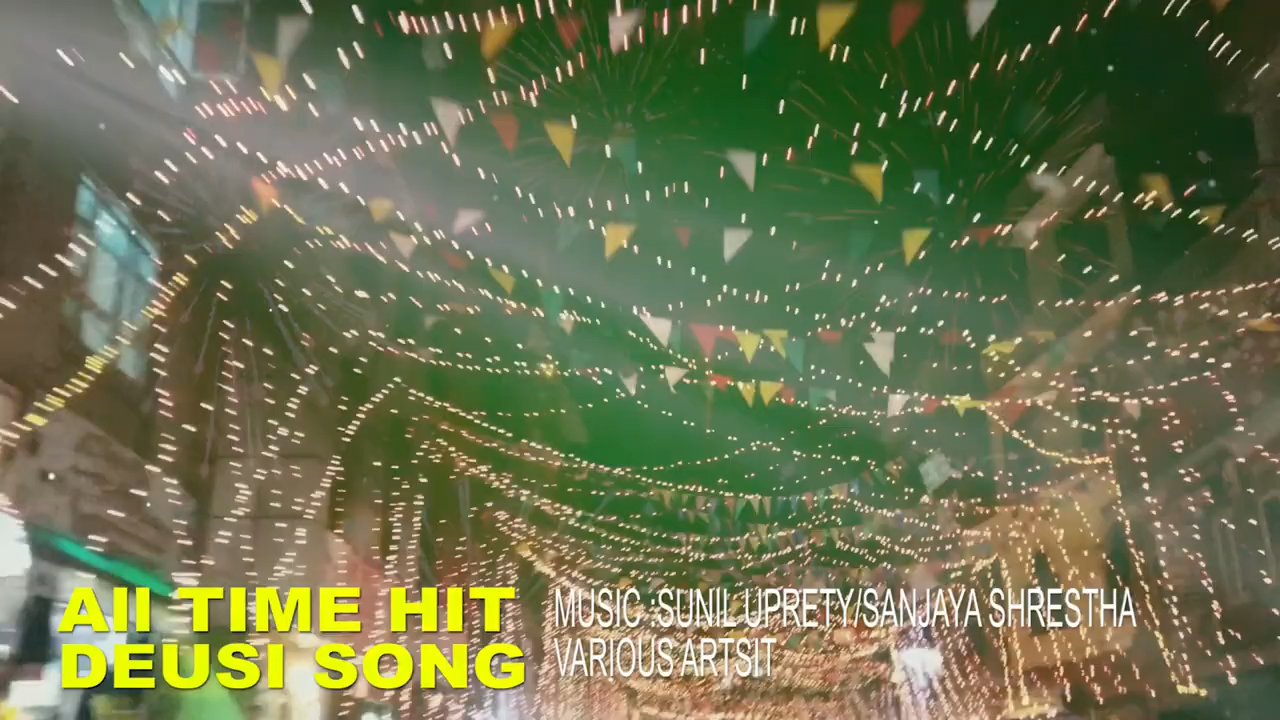 All TIME HIT
DEUSI SONG
MUSIC :SUNIL UPRETY/SANJAYA SHRESTHA
VARIOUS ARTSIT